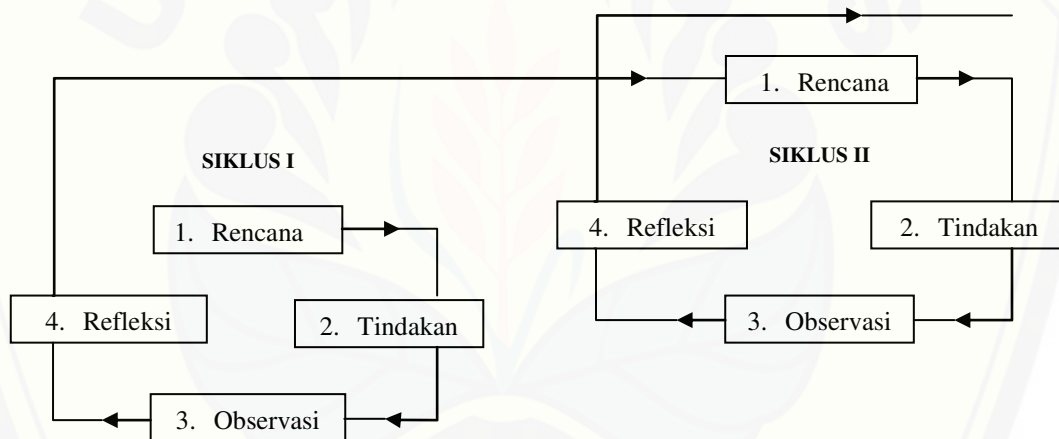 SIKLUS I
1. Rencana
2. Tindakan
3. Observasi
4. Refleksi
SIKLUS II
1. Rencana
2. Tindakan
3. Observasi
4. Refleksi